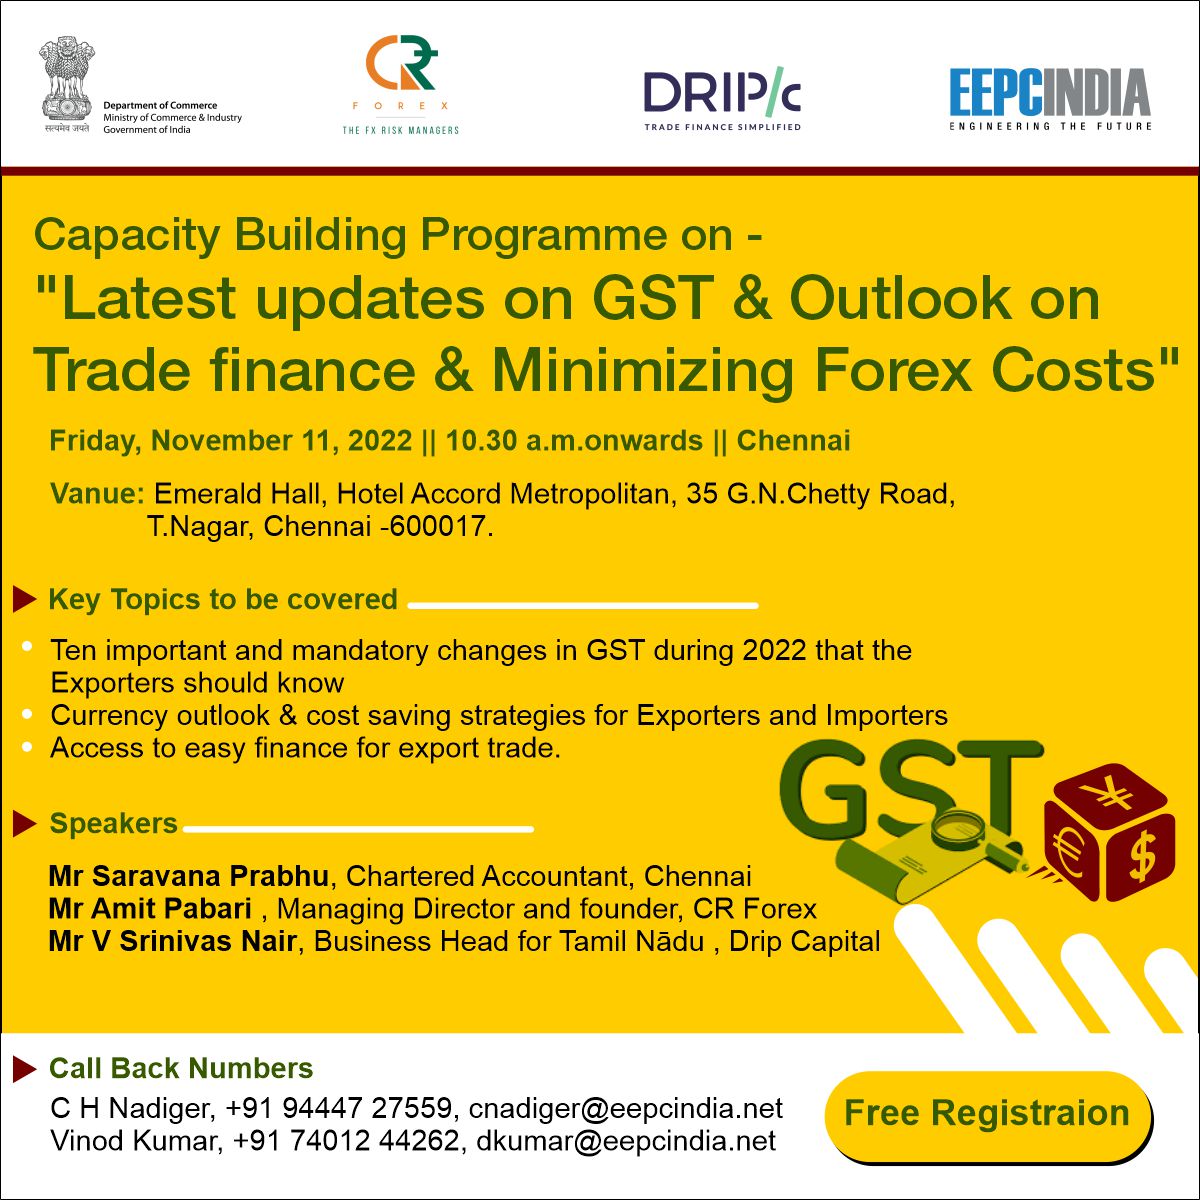 सत्यमेव जयते
Department of Commerce
Ministry of Commerce & Industry
Government of India
CR
FOREX
THE FX RISK MANAGERS
DRIP/c
TRADE FINANCE SIMPLIFIED
EEPCINDIA
ENGINEERING THE FUTURE
Capacity Building Programme on -
"Latest updates on GST & Outlook on
Trade finance & Minimizing Forex Costs"
Friday, November 11, 2022 || 10.30 a.m.onwards || Chennai
Vanue: Emerald Hall, Hotel Accord Metropolitan, 35 G.N.Chetty Road,
T.Nagar, Chennai -600017.
Key Topics to be covered
• Ten important and mandatory changes in GST during 2022 that the
Exporters should know
• Currency outlook & cost saving strategies for Exporters and Importers
• Access to easy finance for export trade.
GST
¥
€
$
Speakers
Mr Saravana Prabhu, Chartered Accountant, Chennai
Mr Amit Pabari , Managing Director and founder, CR Forex
Mr V Srinivas Nair, Business Head for Tamil Nādu , Drip Capital
Call Back Numbers
C H Nadiger, +91 94447 27559, cnadiger@eepcindia.net
Vinod Kumar, +91 74012 44262, dkumar@eepcindia.net
Free Registraion